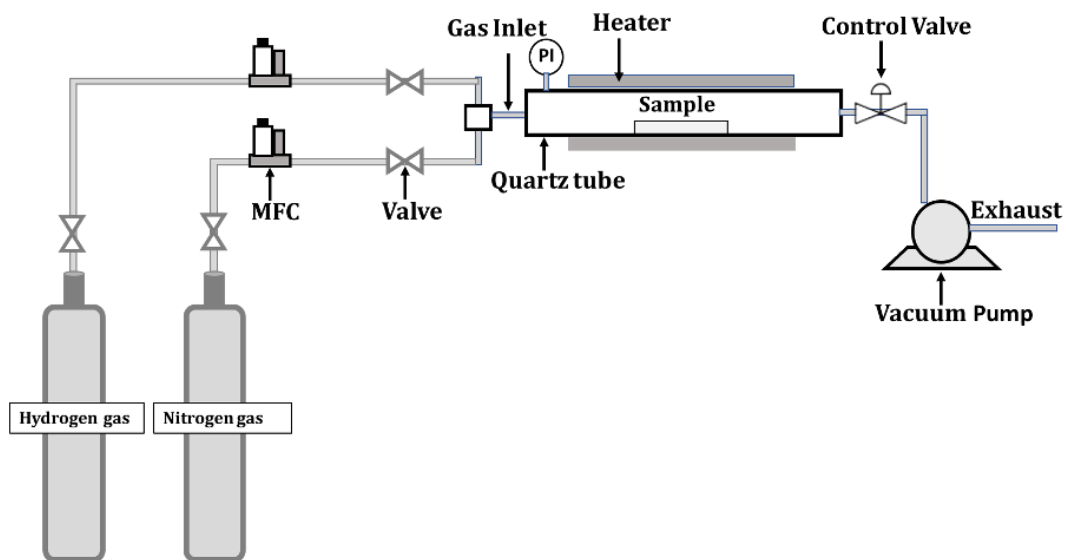 Gas Inlet
Heater
Control Valve
PI
Sample
Quartz tube
MFC
Valve
Exhaust
Vacuum Pump
Hydrogen gas
Nitrogen gas